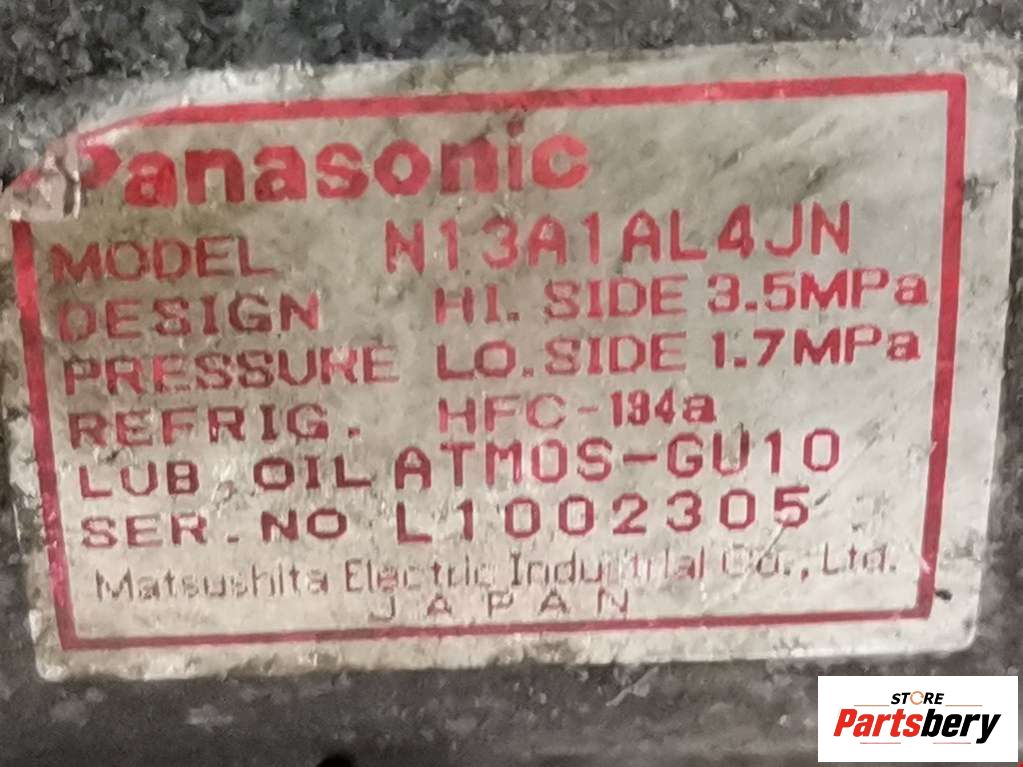 Panasonic
MODEL N13A1AL4JN
DESIGN HI. SIDE 3.5MPa
PRESSURE LO.SIDE 1.7MPa
REFRIG. HFC-134a
LUB.OIL ATMOS-GU10
SER.NO L1002305
Matsushita Electric Industrial Co., Ltd.
JAPAN
STORE
Partsbery